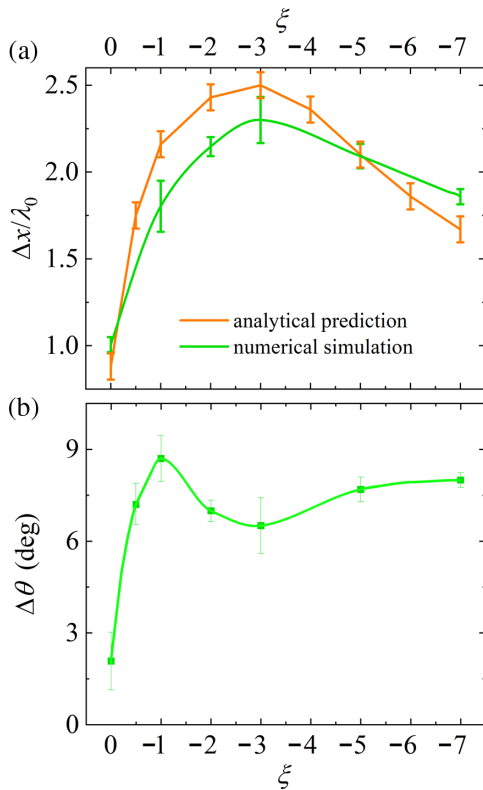 ξ
0 −1 −2 −3 −4 −5 −6 −7
(a)
2.5
2.0
1.5
1.0
Δx/λ₀
analytical prediction
numerical simulation
(b)
9
6
3
0
Δθ (deg)
0 −1 −2 −3 −4 −5 −6 −7
ξ